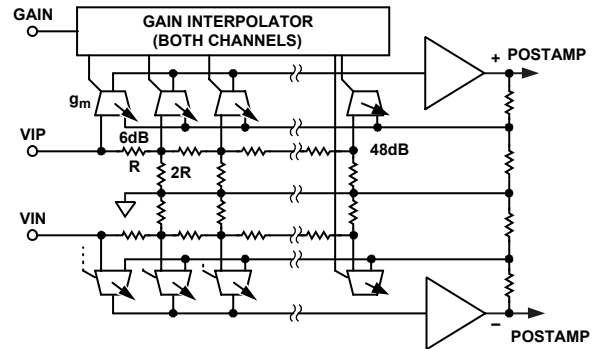 GAIN
GAIN INTERPOLATOR
(BOTH CHANNELS)
+
POSTAMP
gm
6dB
48dB
VIP
R
2R
VIN
–
POSTAMP